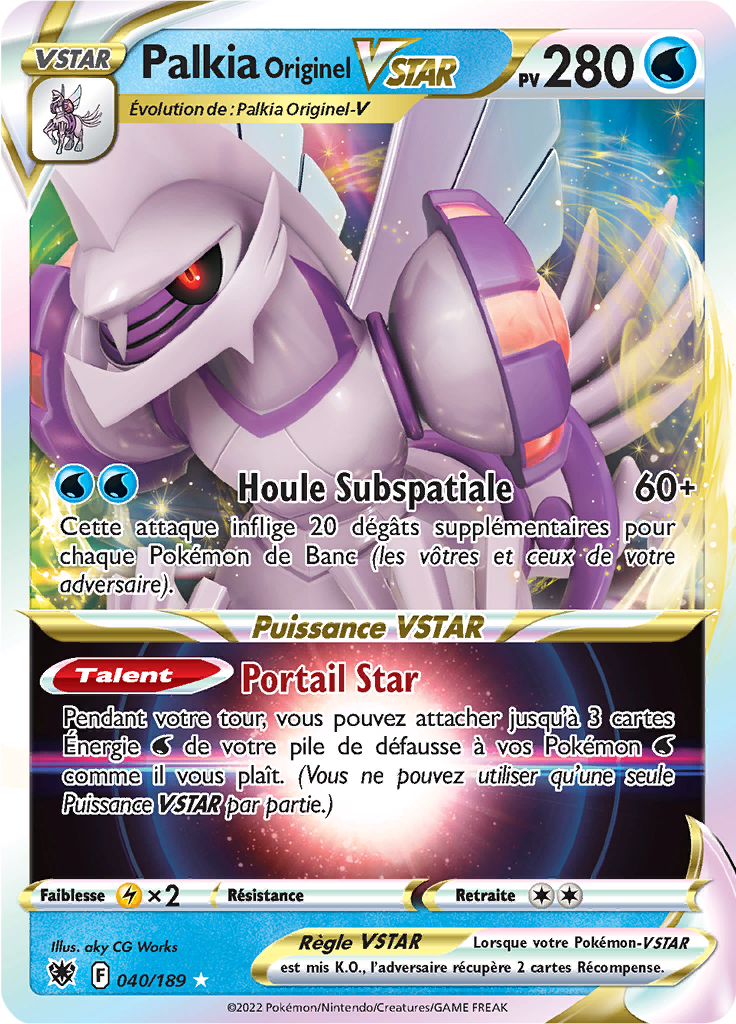 VSTAR
Palkia Originel VSTAR PV 280
Évolution de : Palkia Originel-V
Houle Subspatiale 60+
Cette attaque inflige 20 dégâts supplémentaires pour
chaque Pokémon de Banc (les vôtres et ceux de votre
adversaire).
Puissance VSTAR
Talent Portail Star
Pendant votre tour, vous pouvez attacher jusqu'à 3 cartes
Énergie de votre pile de défausse à vos Pokémon
comme il vous plaît. (Vous ne pouvez utiliser qu'une seule
Puissance VSTAR par partie.)
Faiblesse ×2 Résistance Retraite
Illus. aky CG Works
Règle VSTAR Lorsque votre Pokémon-VSTAR
est mis K.O., l'adversaire récupère 2 cartes Récompense.
F 040/189 ★
©2022 Pokémon/Nintendo/Creatures/GAME FREAK